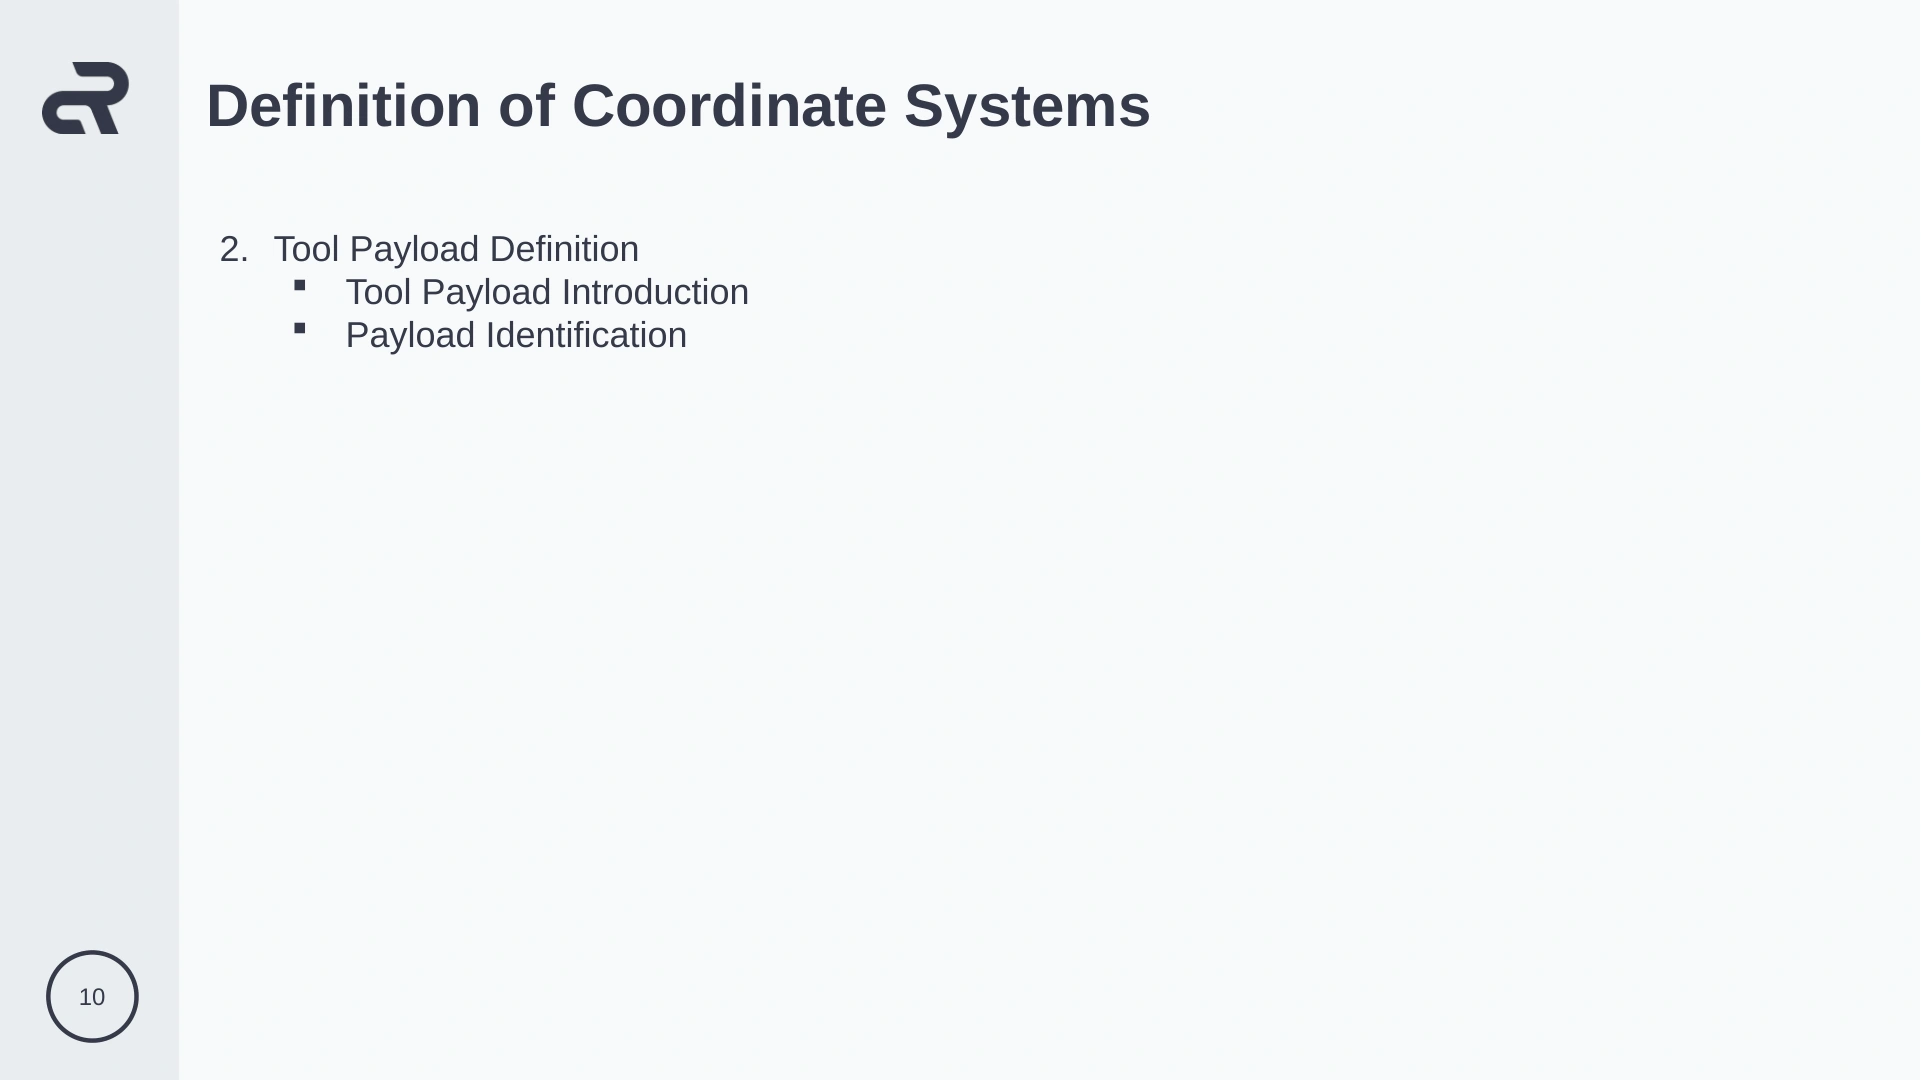 Definition of Coordinate Systems
2. Tool Payload Definition
▪ Tool Payload Introduction
▪ Payload Identification
10